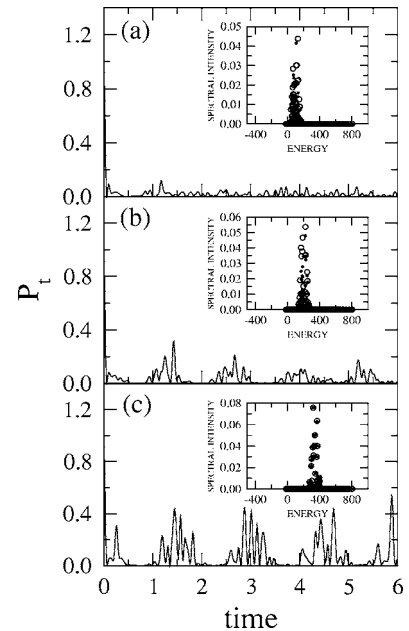 (a)
1.2
0.8
0.4
0.0
SPECTRAL INTENSITY
0.05
0.04
0.03
0.02
0.01
0.00
-400 0 400 800
ENERGY
(b)
1.2
0.8
0.4
0.0
SPECTRAL INTENSITY
0.06
0.05
0.04
0.03
0.02
0.01
0.00
-400 0 400 800
ENERGY
P_t
(c)
1.2
0.8
0.4
0.0
SPECTRAL INTENSITY
0.08
0.06
0.04
0.02
0.00
-400 0 400 800
ENERGY
0 1 2 3 4 5 6
time